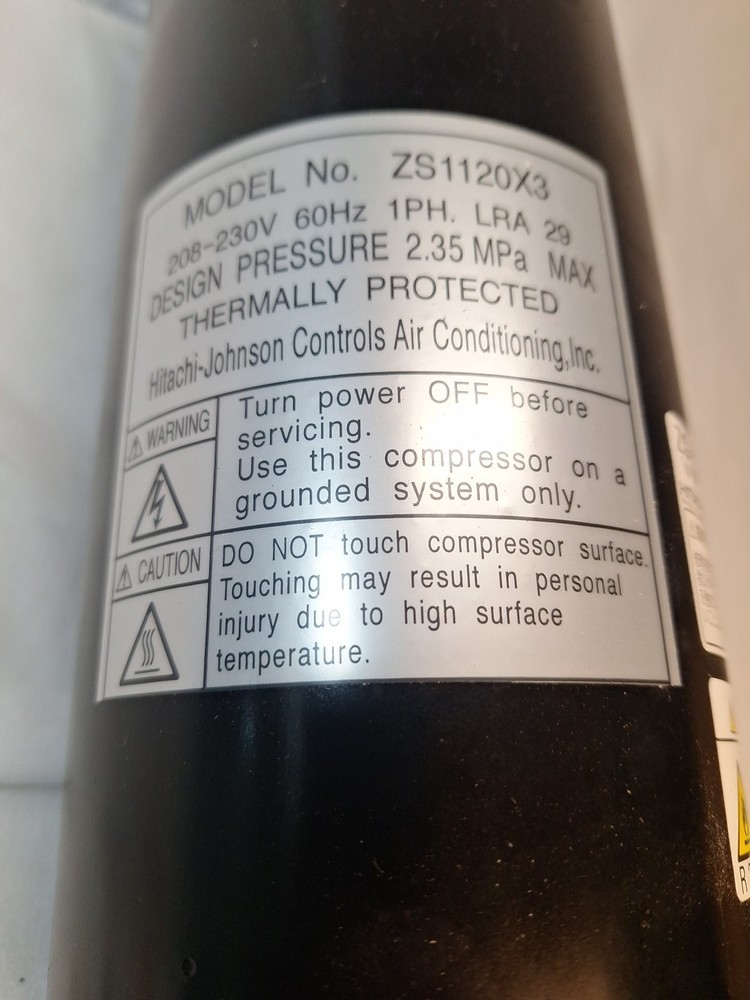 MODEL No. ZS1120X3
208-230V 60Hz 1PH. LRA 29
DESIGN PRESSURE 2.35 MPa MAX
THERMALLY PROTECTED
Hitachi-Johnson Controls Air Conditioning,Inc.
WARNING
Turn power OFF before
servicing.
Use this compressor on a
grounded system only.
CAUTION
DO NOT touch compressor surface.
Touching may result in personal
injury due to high surface
temperature.